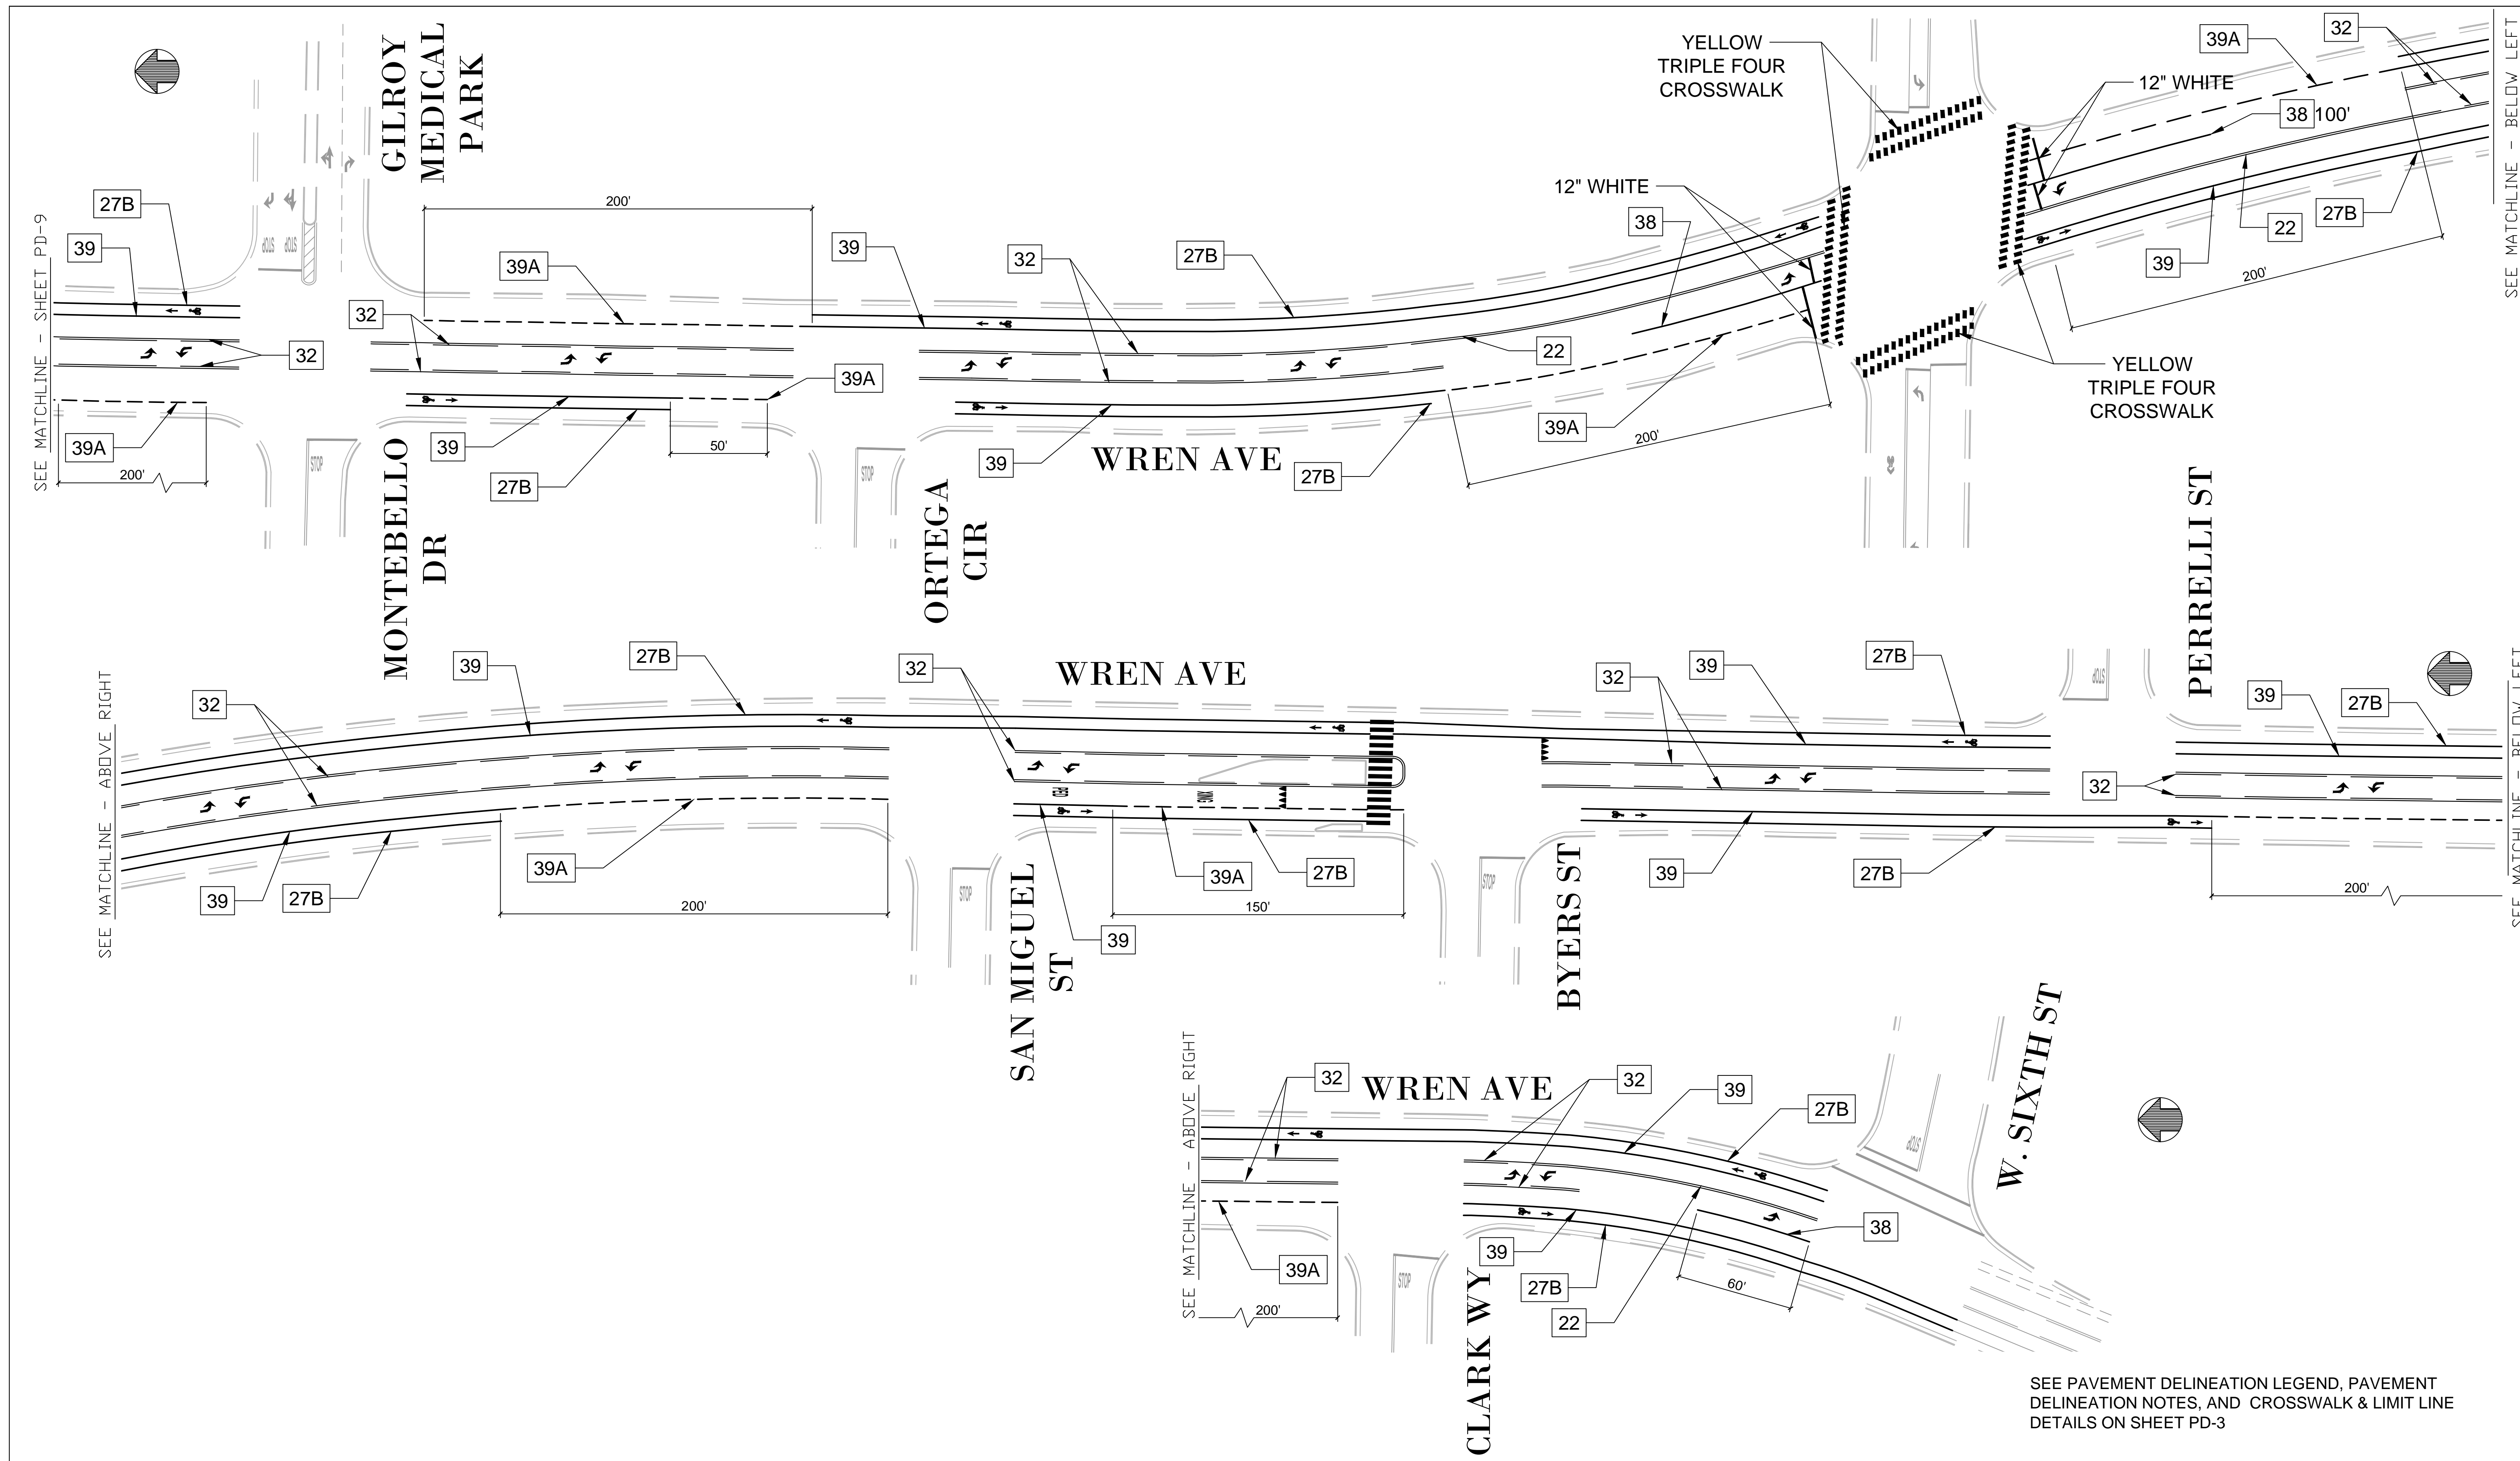 GILROY
MEDICAL
PARK
YELLOW
TRIPLE FOUR
CROSSWALK
39A
32
12" WHITE
38
100'
SEE MATCHLINE - BELOW LEFT
SEE MATCHLINE - SHEET PD-9
27B
39
STOP
STOP
200'
39A
39
32
27B
12" WHITE
38
22
27B
39
200'
32
32
22
39A
YELLOW
TRIPLE FOUR
CROSSWALK
39A
200'
STOP
39
27B
50'
STOP
39
WREN AVE
27B
39A
200'
MONTEBELLO
DR
ORTEGA
CIR
PERRELLI ST
SEE MATCHLINE - ABOVE RIGHT
32
39
27B
32
WREN AVE
32
39
27B
STOP
39
27B
32
SEE MATCHLINE - BELOW LEFT
PED
XING
39
27B
39A
200'
STOP
39A
27B
150'
39
STOP
39
27B
200'
SAN MIGUEL
ST
BYERS ST
SEE MATCHLINE - ABOVE RIGHT
32
WREN AVE
32
39
27B
STOP
W. SIXTH ST
39A
200'
STOP
39
27B
22
60'
38
CLARK WY
SEE PAVEMENT DELINEATION LEGEND, PAVEMENT
DELINEATION NOTES, AND CROSSWALK & LIMIT LINE
DETAILS ON SHEET PD-3